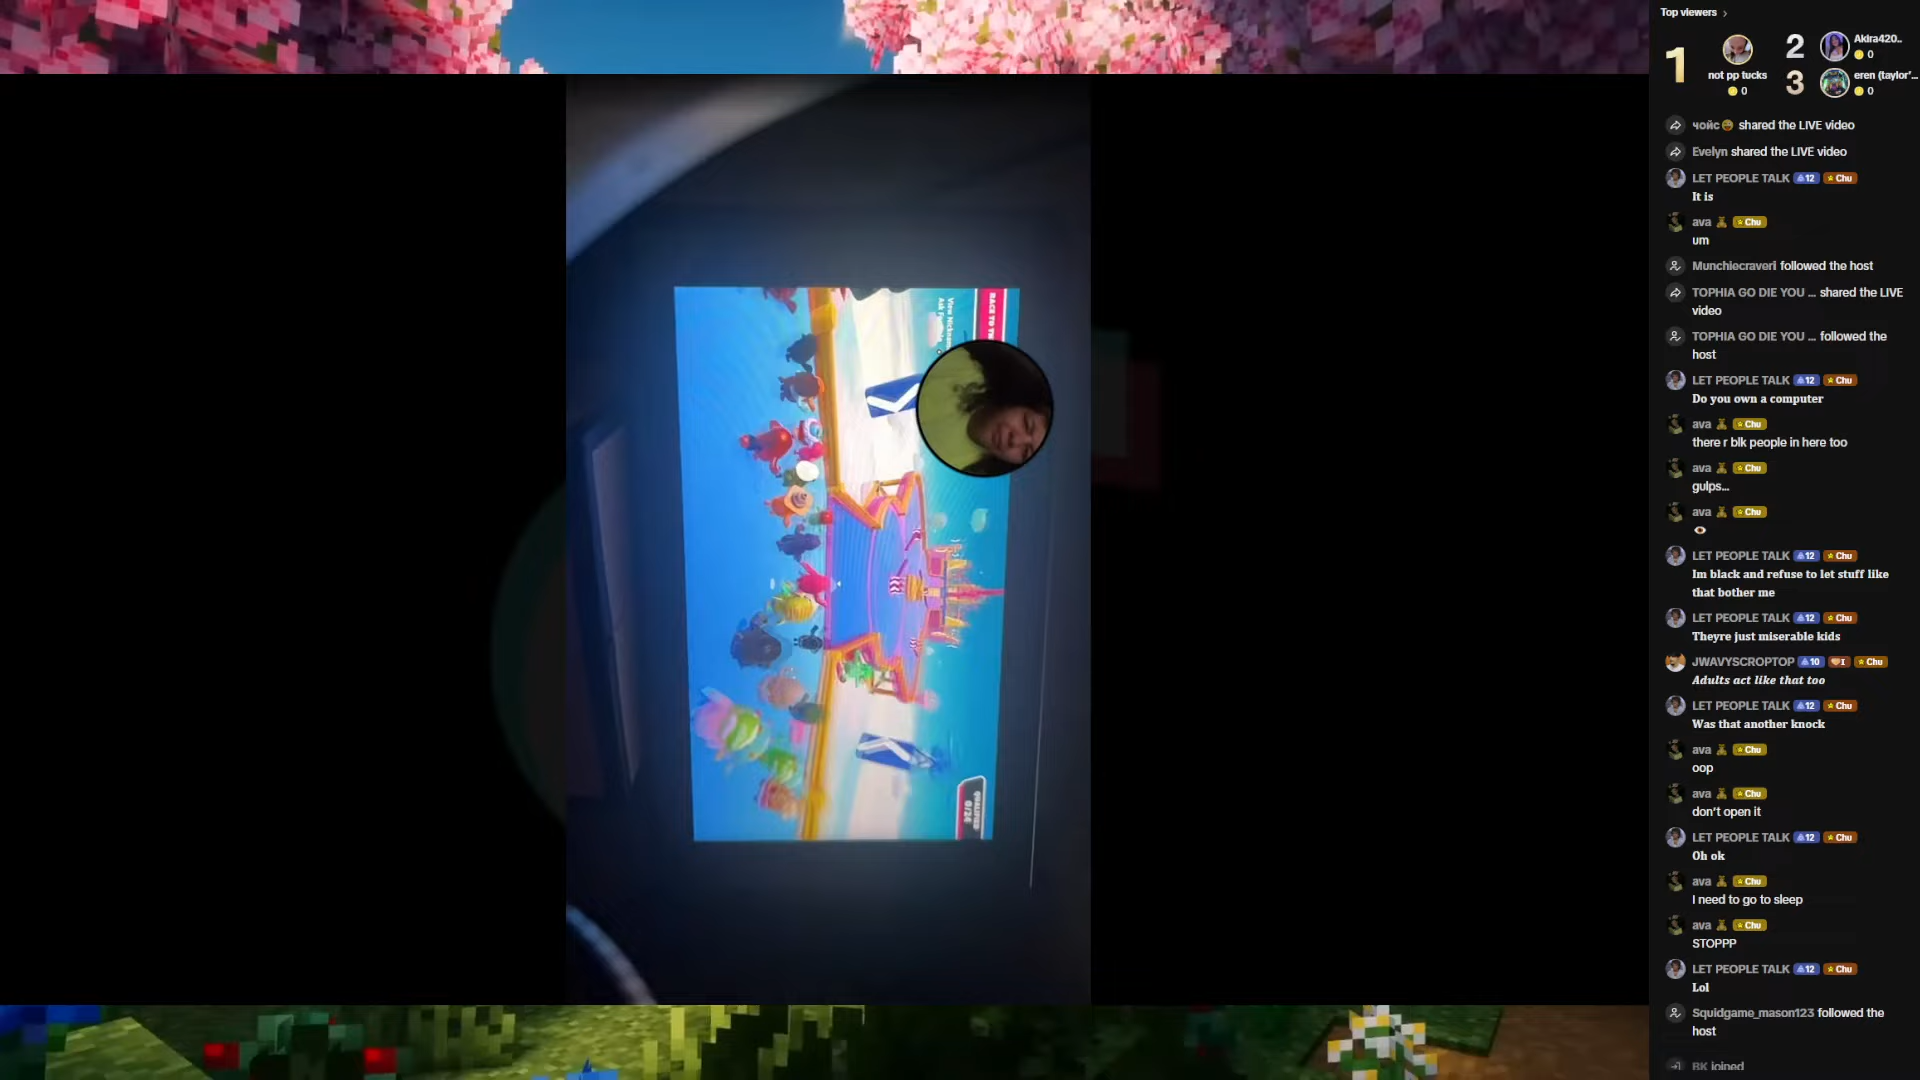 Top viewers
1
not pp tucks
0
2
Akira420..
0
3
eren (taylor'...
0
чойс😄 shared the LIVE video
Evelyn shared the LIVE video
LET PEOPLE TALK 12 Chu
It is
ava 🧸 Chu
um
Munchiecraveri followed the host
TOPHIA GO DIE YOU ... shared the LIVE
video
TOPHIA GO DIE YOU ... followed the
host
LET PEOPLE TALK 12 Chu
Do you own a computer
ava 🧸 Chu
there r blk people in here too
ava 🧸 Chu
gulps...
ava 🧸 Chu
👁
LET PEOPLE TALK 12 Chu
Im black and refuse to let stuff like
that bother me
LET PEOPLE TALK 12 Chu
Theyre just miserable kids
JWAVYSCROPTOP 10 I Chu
Adults act like that too
LET PEOPLE TALK 12 Chu
Was that another knock
ava 🧸 Chu
oop
ava 🧸 Chu
don't open it
LET PEOPLE TALK 12 Chu
Oh ok
ava 🧸 Chu
I need to go to sleep
ava 🧸 Chu
STOPPP
LET PEOPLE TALK 12 Chu
Lol
Squidgame_mason123 followed the
host
BK joined
RACE TO
View Nicknames
QUALIFIED
0/24